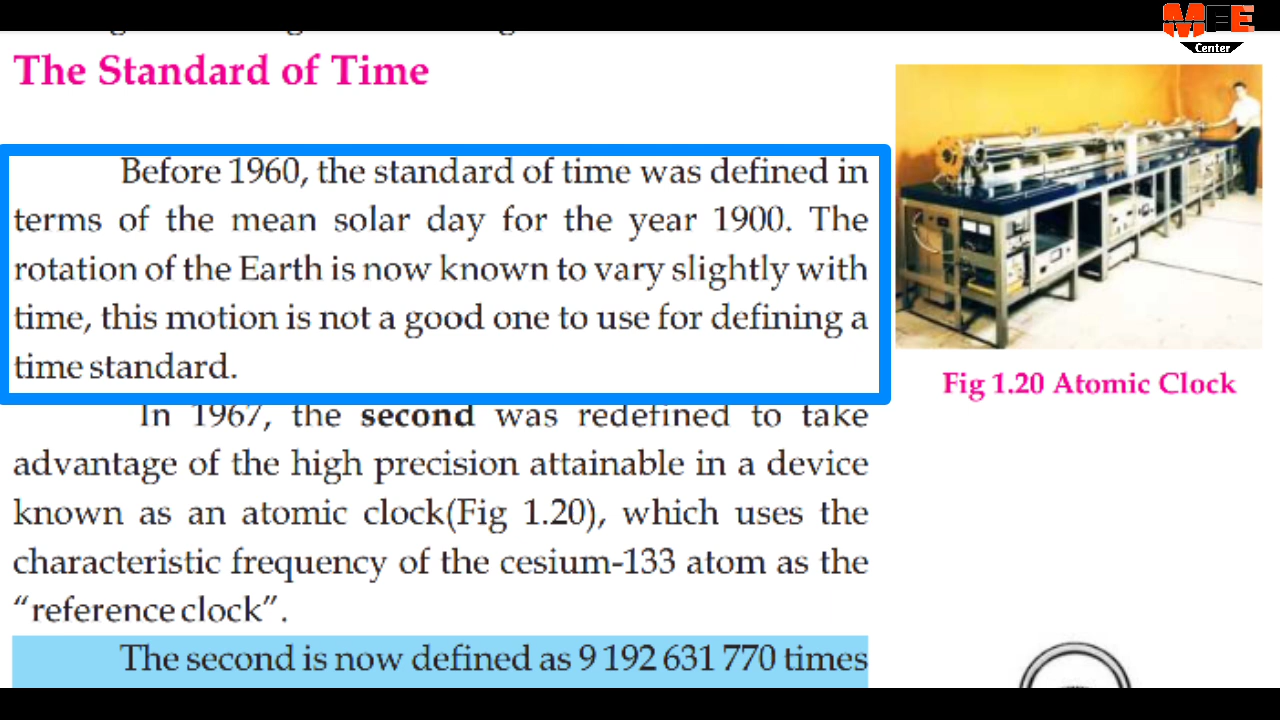 MFE
Center
The Standard of Time
Before 1960, the standard of time was defined in
terms of the mean solar day for the year 1900. The
rotation of the Earth is now known to vary slightly with
time, this motion is not a good one to use for defining a
time standard.
In 1967, the second was redefined to take
advantage of the high precision attainable in a device
known as an atomic clock(Fig 1.20), which uses the
characteristic frequency of the cesium-133 atom as the
“reference clock”.
The second is now defined as 9 192 631 770 times
Fig 1.20 Atomic Clock